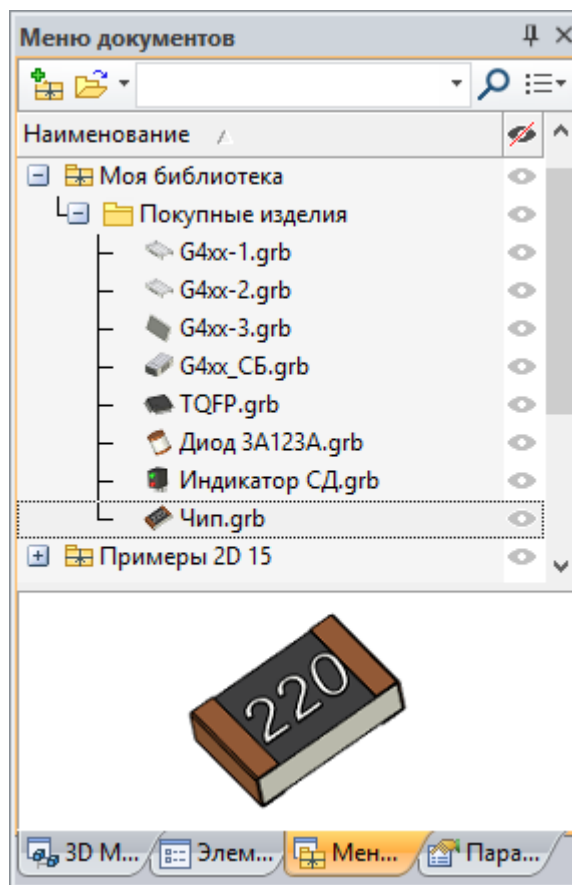 Меню документов
Наименование
Моя библиотека
Покупные изделия
G4xx-1.grb
G4xx-2.grb
G4xx-3.grb
G4xx_СБ.grb
TQFP.grb
Диод 3А123А.grb
Индикатор СД.grb
Чип.grb
Примеры 2D 15
220
3D М... Элем... Мен... Пара...